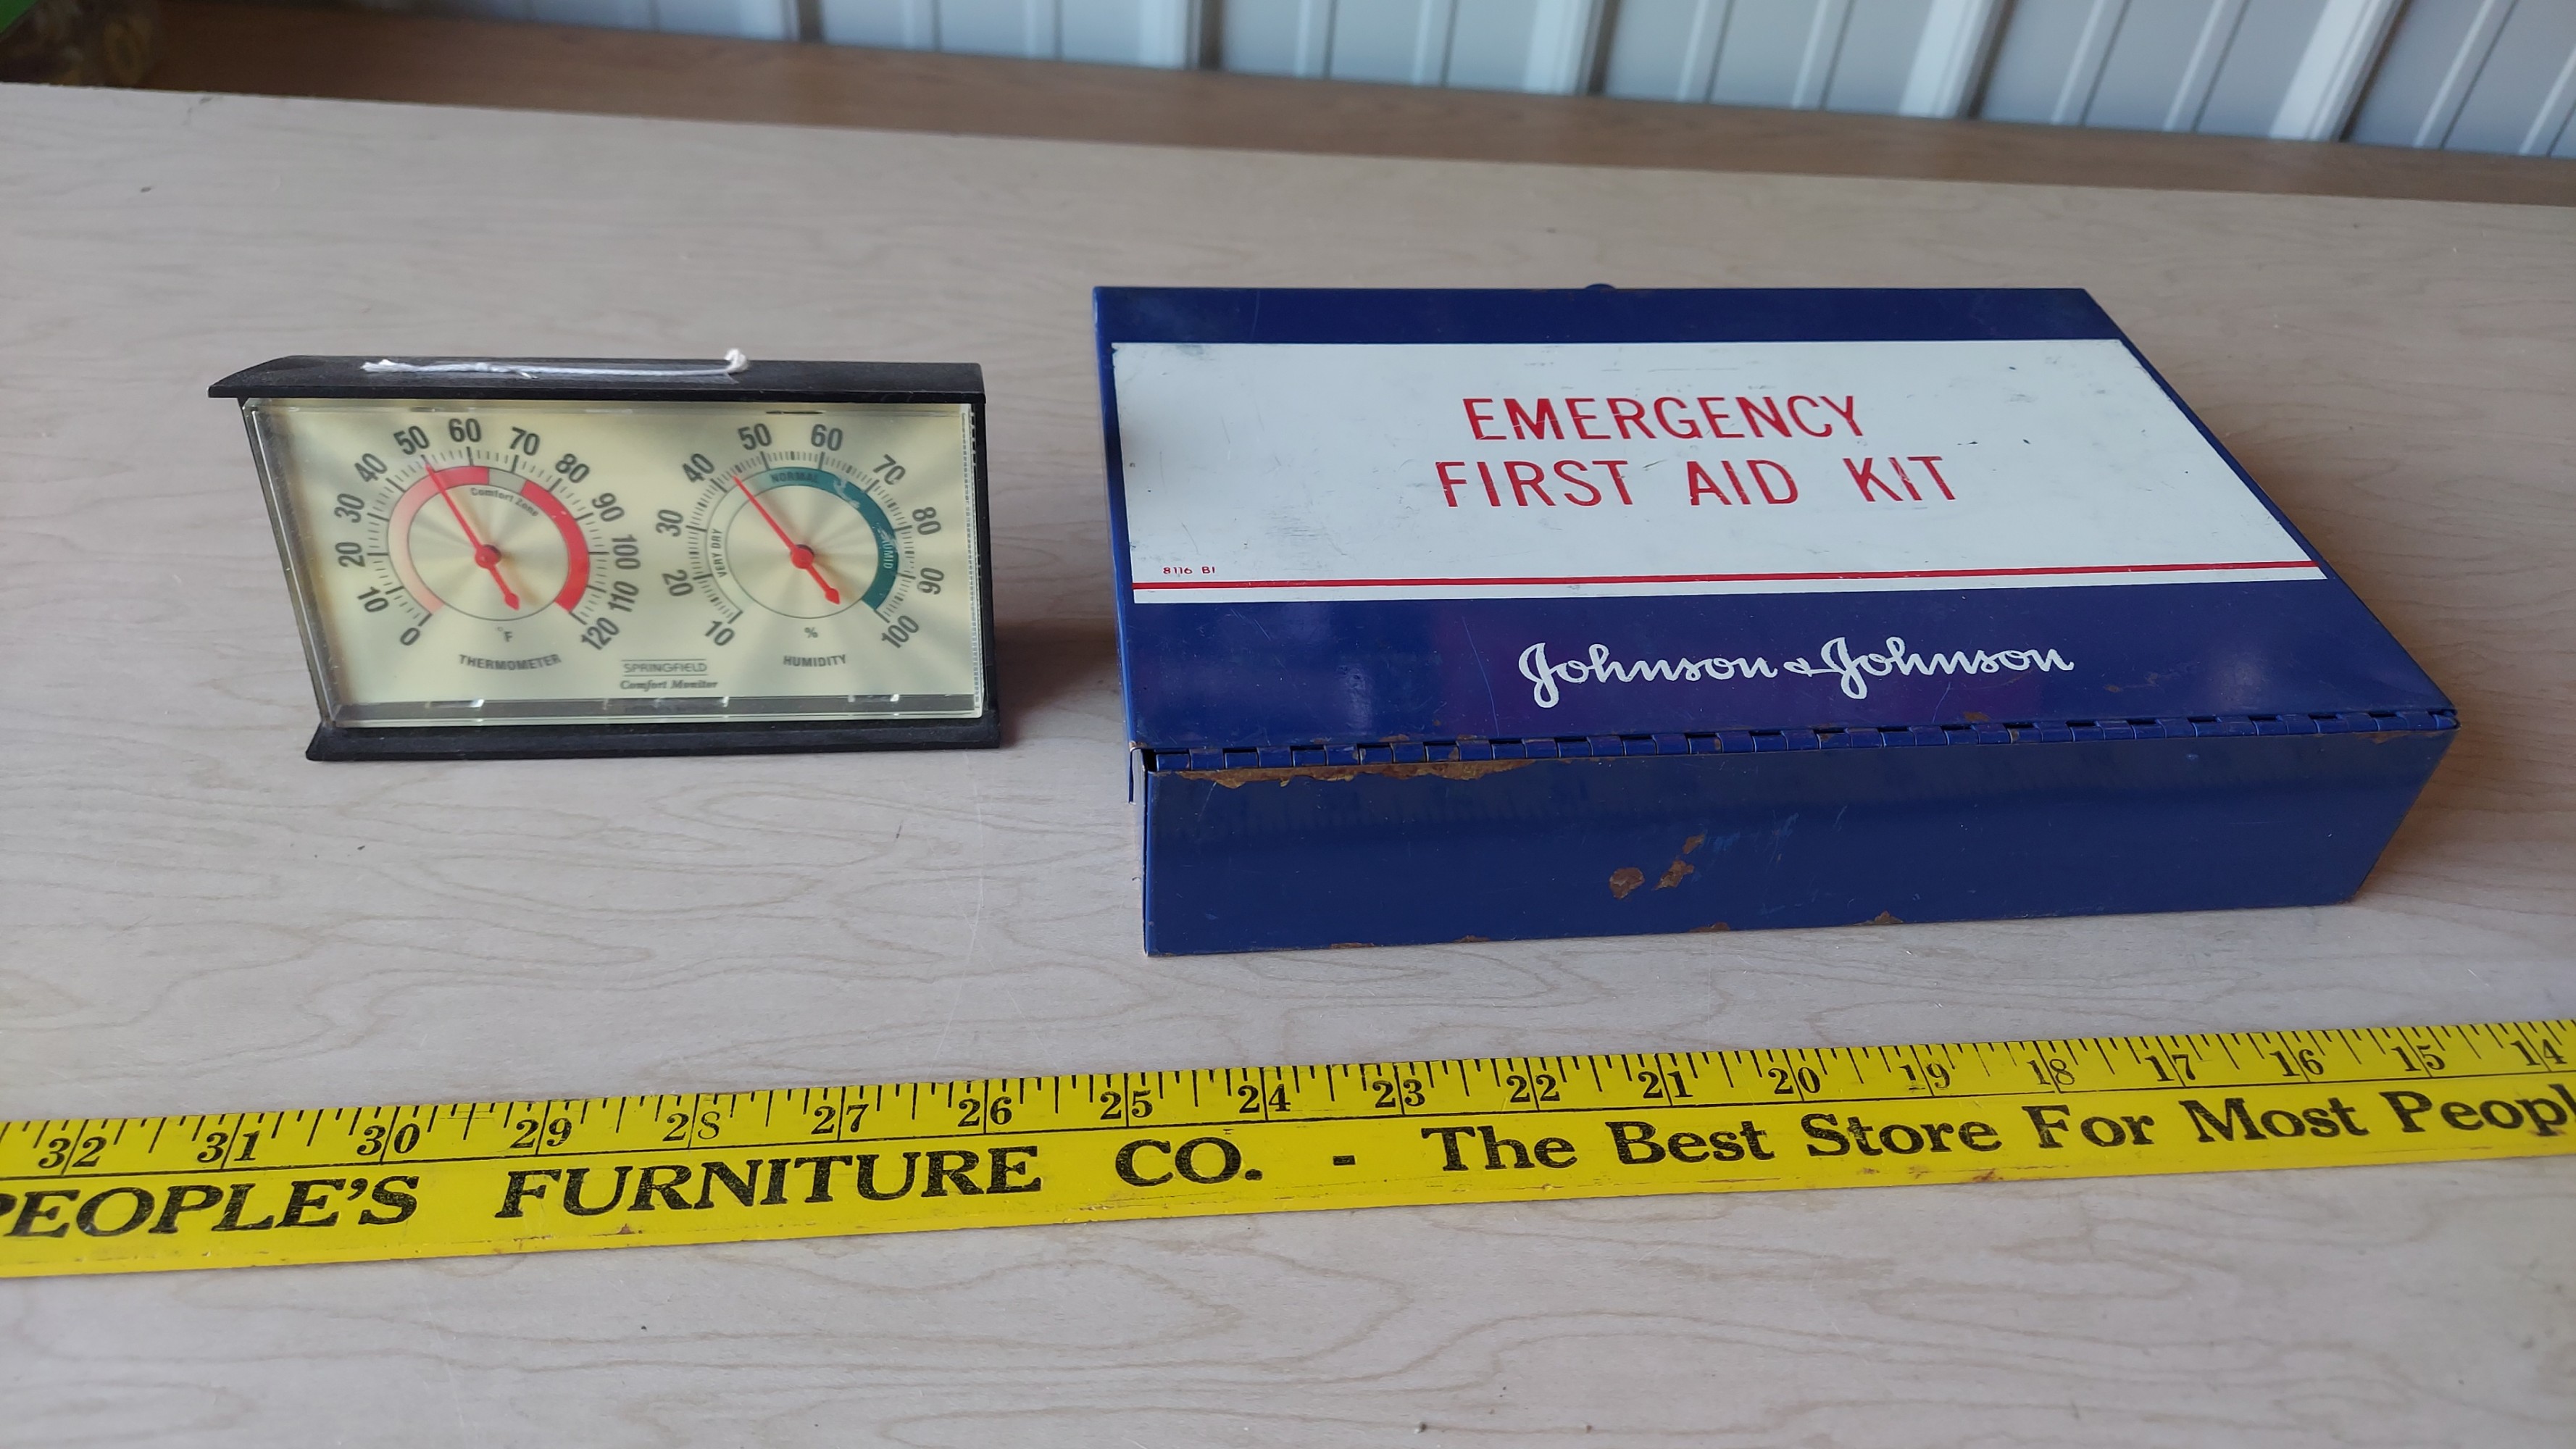 0 10 20 30 40 50 60 70 80 90 100 110 120
Comfort Zone
°F
THERMOMETER
10 20 30 40 50 60 70 80 90 100
VERY DRY NORMAL HUMID
%
HUMIDITY
SPRINGFIELD
Comfort Monitor
EMERGENCY
FIRST AID KIT
8116 BI
Johnson & Johnson
32 31 30 29 28 27 26 25 24 23 22 21 20 19 18 17 16 15 14
PEOPLE'S FURNITURE CO. - The Best Store For Most Peopl